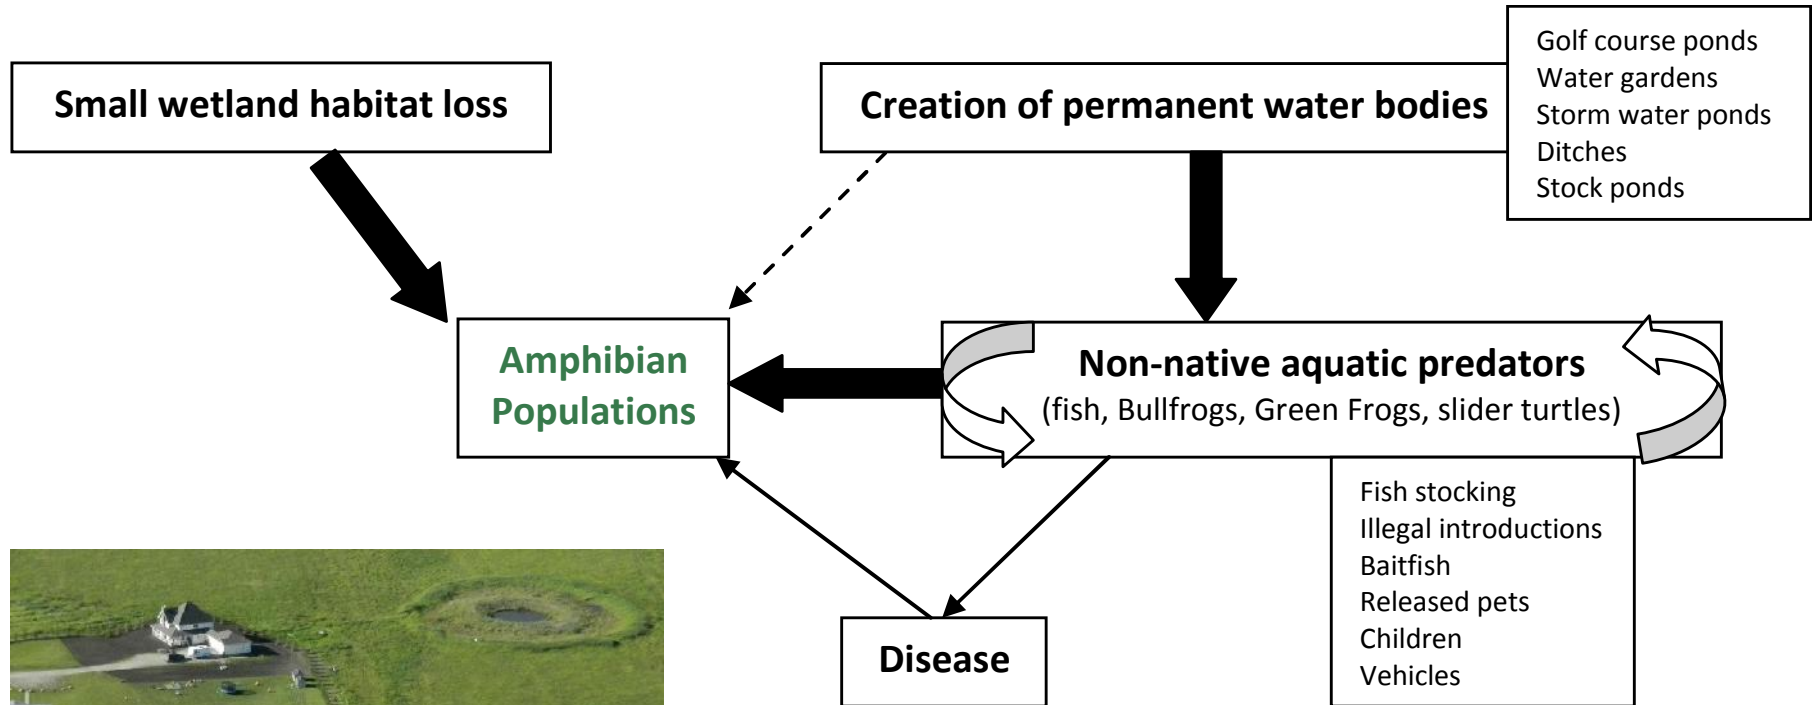 Small wetland habitat loss
Creation of permanent water bodies
Golf course ponds
Water gardens
Storm water ponds
Ditches
Stock ponds
Amphibian
Populations
Non-native aquatic predators
(fish, Bullfrogs, Green Frogs, slider turtles)
Fish stocking
Illegal introductions
Baitfish
Released pets
Children
Vehicles
Disease